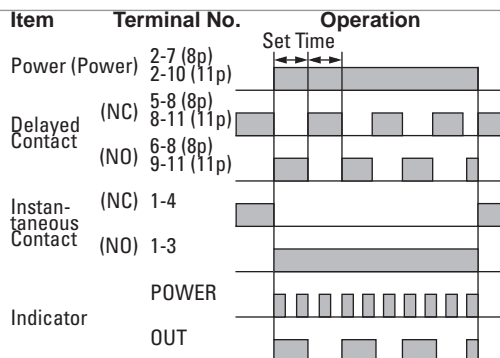 Item Terminal No. Operation
Set Time
Power (Power) 2-7 (8p)
2-10 (11p)
Delayed
Contact
(NC) 5-8 (8p)
8-11 (11p)
(NO) 6-8 (8p)
9-11 (11p)
Instan-
taneous
Contact
(NC) 1-4
(NO) 1-3
Indicator
POWER
OUT